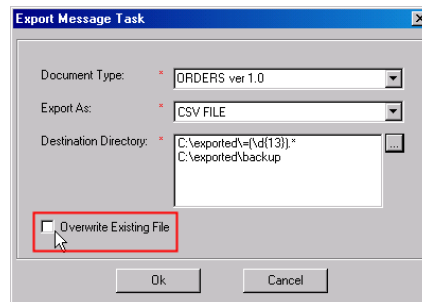 Export Message Task
Document Type: * ORDERS ver 1.0
Export As: * CSV FILE
Destination Directory: * C:\exported\=(\d{13}).* ...
C:\exported\backup
Overwrite Existing File
Ok Cancel